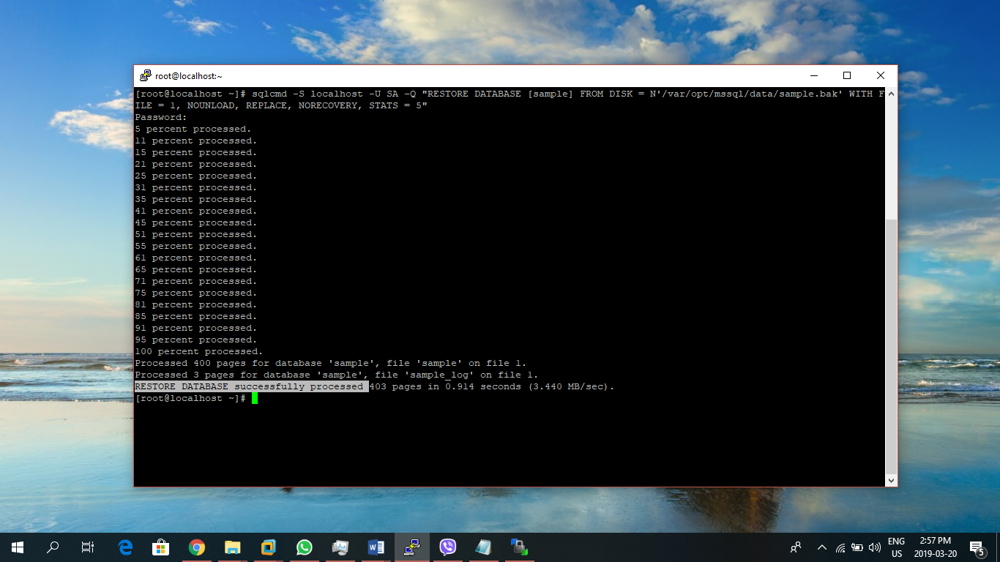 root@localhost:~
[root@localhost ~]# sqlcmd -S localhost -U SA -Q "RESTORE DATABASE [sample] FROM DISK = N'/var/opt/mssql/data/sample.bak' WITH F
ILE = 1, NOUNLOAD, REPLACE, NORECOVERY, STATS = 5"
Password:
5 percent processed.
11 percent processed.
15 percent processed.
21 percent processed.
25 percent processed.
31 percent processed.
35 percent processed.
41 percent processed.
45 percent processed.
51 percent processed.
55 percent processed.
61 percent processed.
65 percent processed.
71 percent processed.
75 percent processed.
81 percent processed.
85 percent processed.
91 percent processed.
95 percent processed.
100 percent processed.
Processed 400 pages for database 'sample', file 'sample' on file 1.
Processed 3 pages for database 'sample', file 'sample_log' on file 1.
RESTORE DATABASE successfully processed 403 pages in 0.914 seconds (3.440 MB/sec).
[root@localhost ~]#
ENG
US
2:57 PM
2019-03-20
5